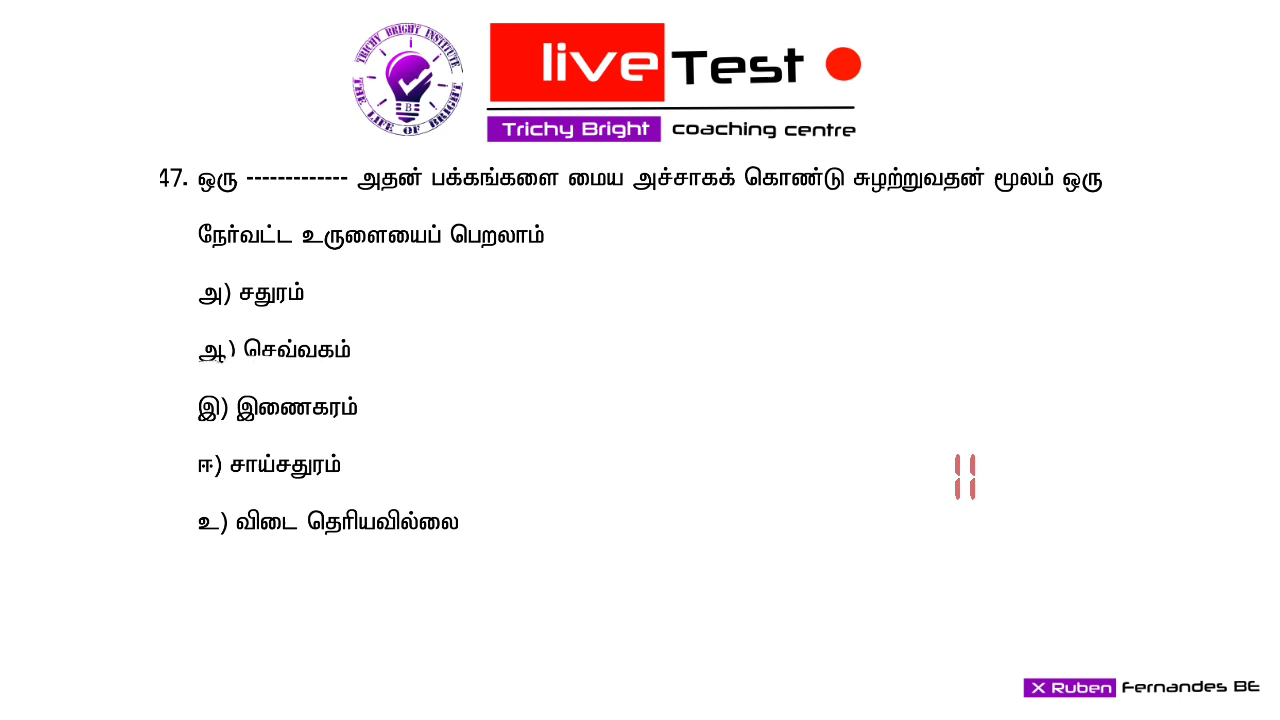 TRICHY BRIGHT INSTITUTE
THE LIFE OF BRIGHT
B
live Test
Trichy Bright coaching centre
47. ஒரு ------------- அதன் பக்கங்களை மைய அச்சாகக் கொண்டு சுழற்றுவதன் மூலம் ஒரு
நேர்வட்ட உருளையைப் பெறலாம்
அ) சதுரம்
ஆ) செவ்வகம்
இ) இணைகரம்
ஈ) சாய்சதுரம்
11
உ) விடை தெரியவில்லை
X Ruben Fernandes BE